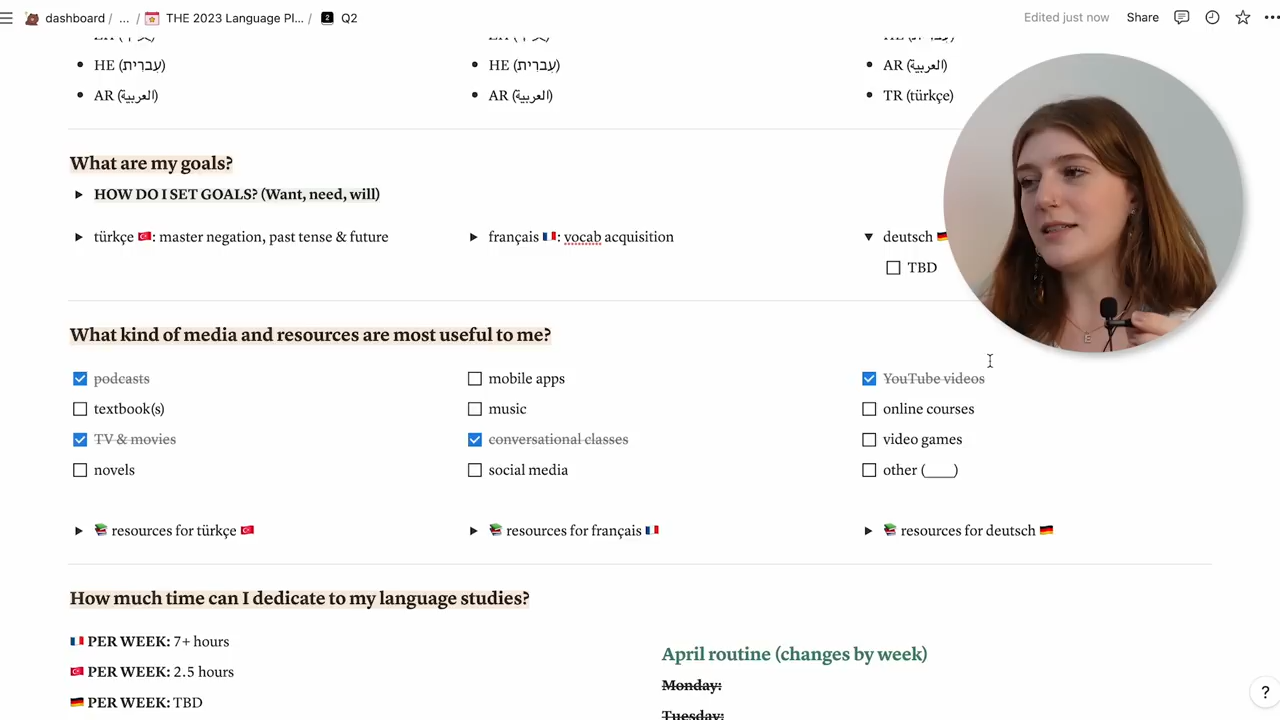 dashboard / ... / THE 2023 Language Pl... / 2 Q2
Edited just now Share
HE (עִבְרִית)
HE (עִבְרִית)
AR (العربية)
AR (العربية)
AR (العربية)
TR (türkçe)
What are my goals?
HOW DO I SET GOALS? (Want, need, will)
türkçe 🇹🇷: master negation, past tense & future
français 🇫🇷: vocab acquisition
deutsch 🇩🇪
TBD
What kind of media and resources are most useful to me?
podcasts
mobile apps
YouTube videos
textbook(s)
music
online courses
TV & movies
conversational classes
video games
novels
social media
other (____)
📚 resources for türkçe 🇹🇷
📚 resources for français 🇫🇷
📚 resources for deutsch 🇩🇪
How much time can I dedicate to my language studies?
🇫🇷 PER WEEK: 7+ hours
🇹🇷 PER WEEK: 2.5 hours
🇩🇪 PER WEEK: TBD
April routine (changes by week)
Monday:
Tuesday:
?